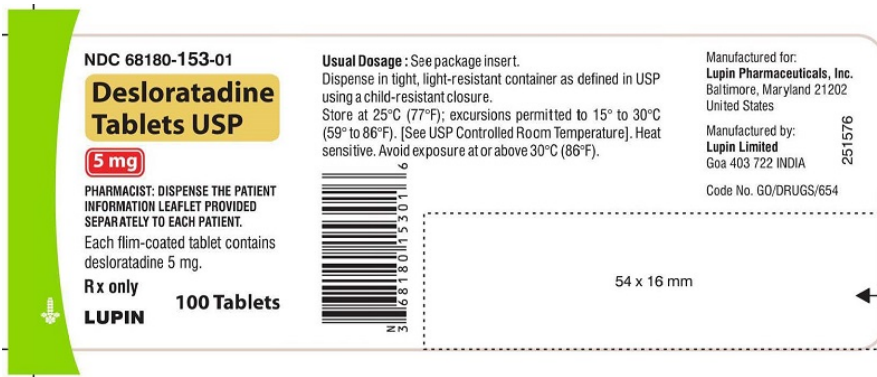 NDC 68180-153-01
Desloratadine
Tablets USP
5 mg
PHARMACIST: DISPENSE THE PATIENT
INFORMATION LEAFLET PROVIDED
SEPARATELY TO EACH PATIENT.
Each flim-coated tablet contains
desloratadine 5 mg.
Rx only
100 Tablets
LUPIN
Usual Dosage : See package insert.
Dispense in tight, light-resistant container as defined in USP
using a child-resistant closure.
Store at 25°C (77°F); excursions permitted to 15° to 30°C
(59° to 86°F). [See USP Controlled Room Temperature]. Heat
sensitive. Avoid exposure at or above 30°C (86°F).
N
3 68180 15301 6
Manufactured for:
Lupin Pharmaceuticals, Inc.
Baltimore, Maryland 21202
United States
Manufactured by:
Lupin Limited
Goa 403 722 INDIA
Code No. GO/DRUGS/654
251576
54 x 16 mm